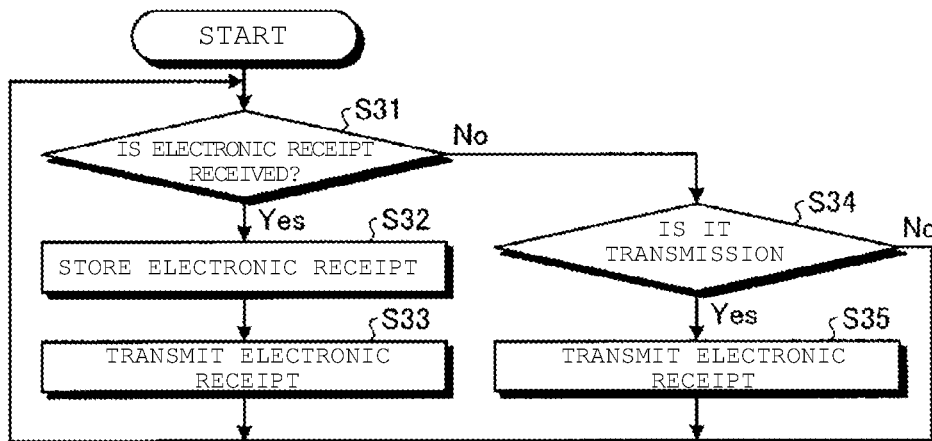 START
S31
IS ELECTRONIC RECEIPT
RECEIVED?
No
Yes
S32
STORE ELECTRONIC RECEIPT
S33
TRANSMIT ELECTRONIC
RECEIPT
S34
IS IT
TRANSMISSION
No
Yes
S35
TRANSMIT ELECTRONIC
RECEIPT